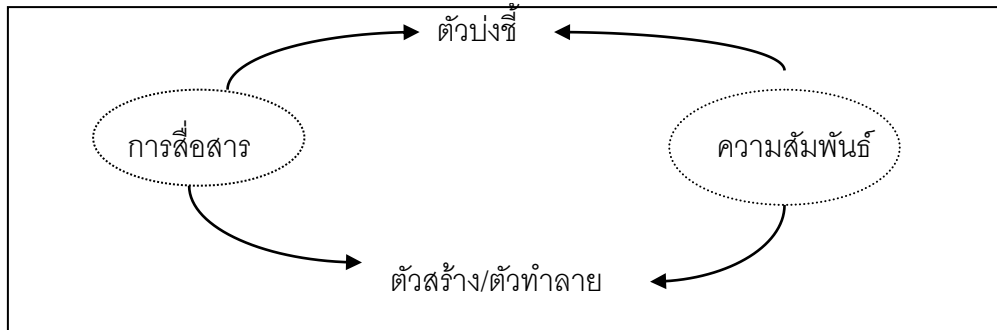 ตัวบ่งชี้
การสื่อสาร
ความสัมพันธ์
ตัวสร้าง/ตัวทำลาย